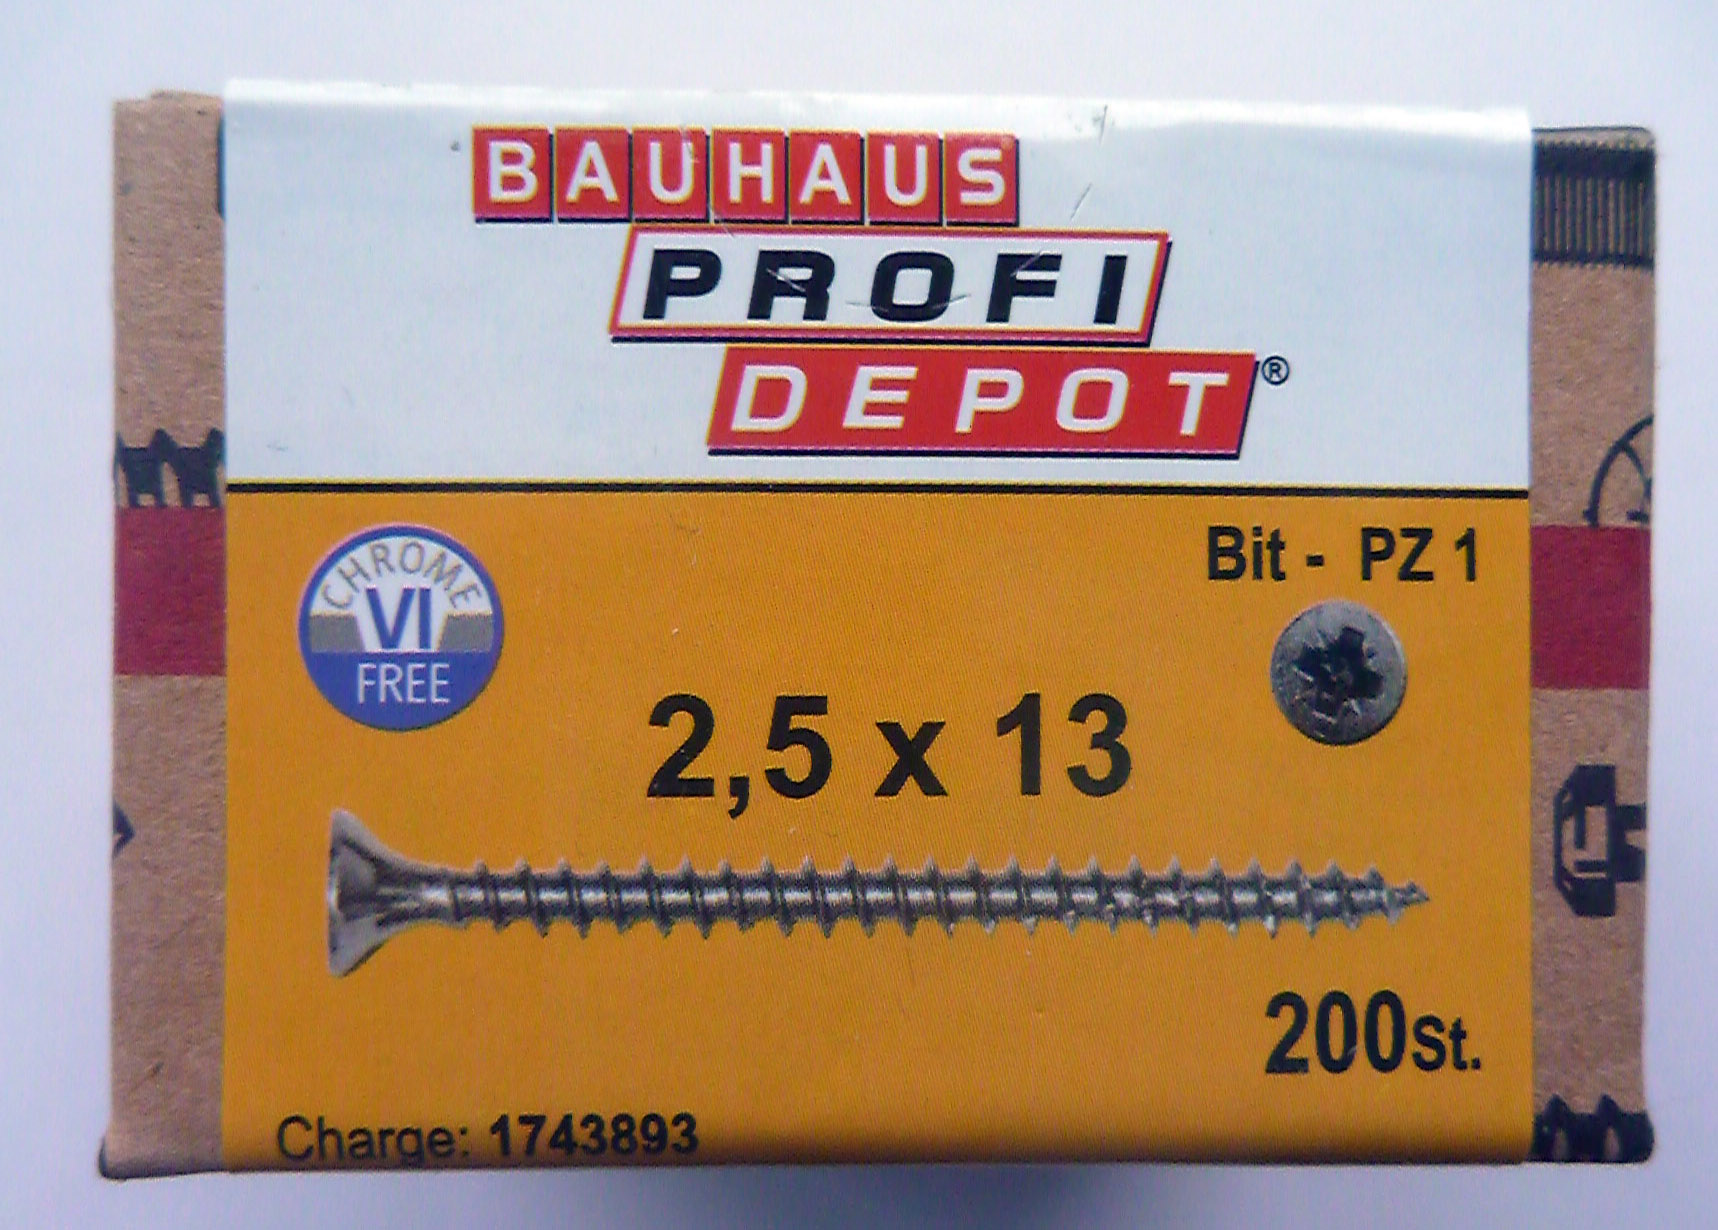 BAUHAUS
PROFI
DEPOT®
CHROME
VI
FREE
Bit - PZ 1
2,5 x 13
200St.
Charge: 1743893